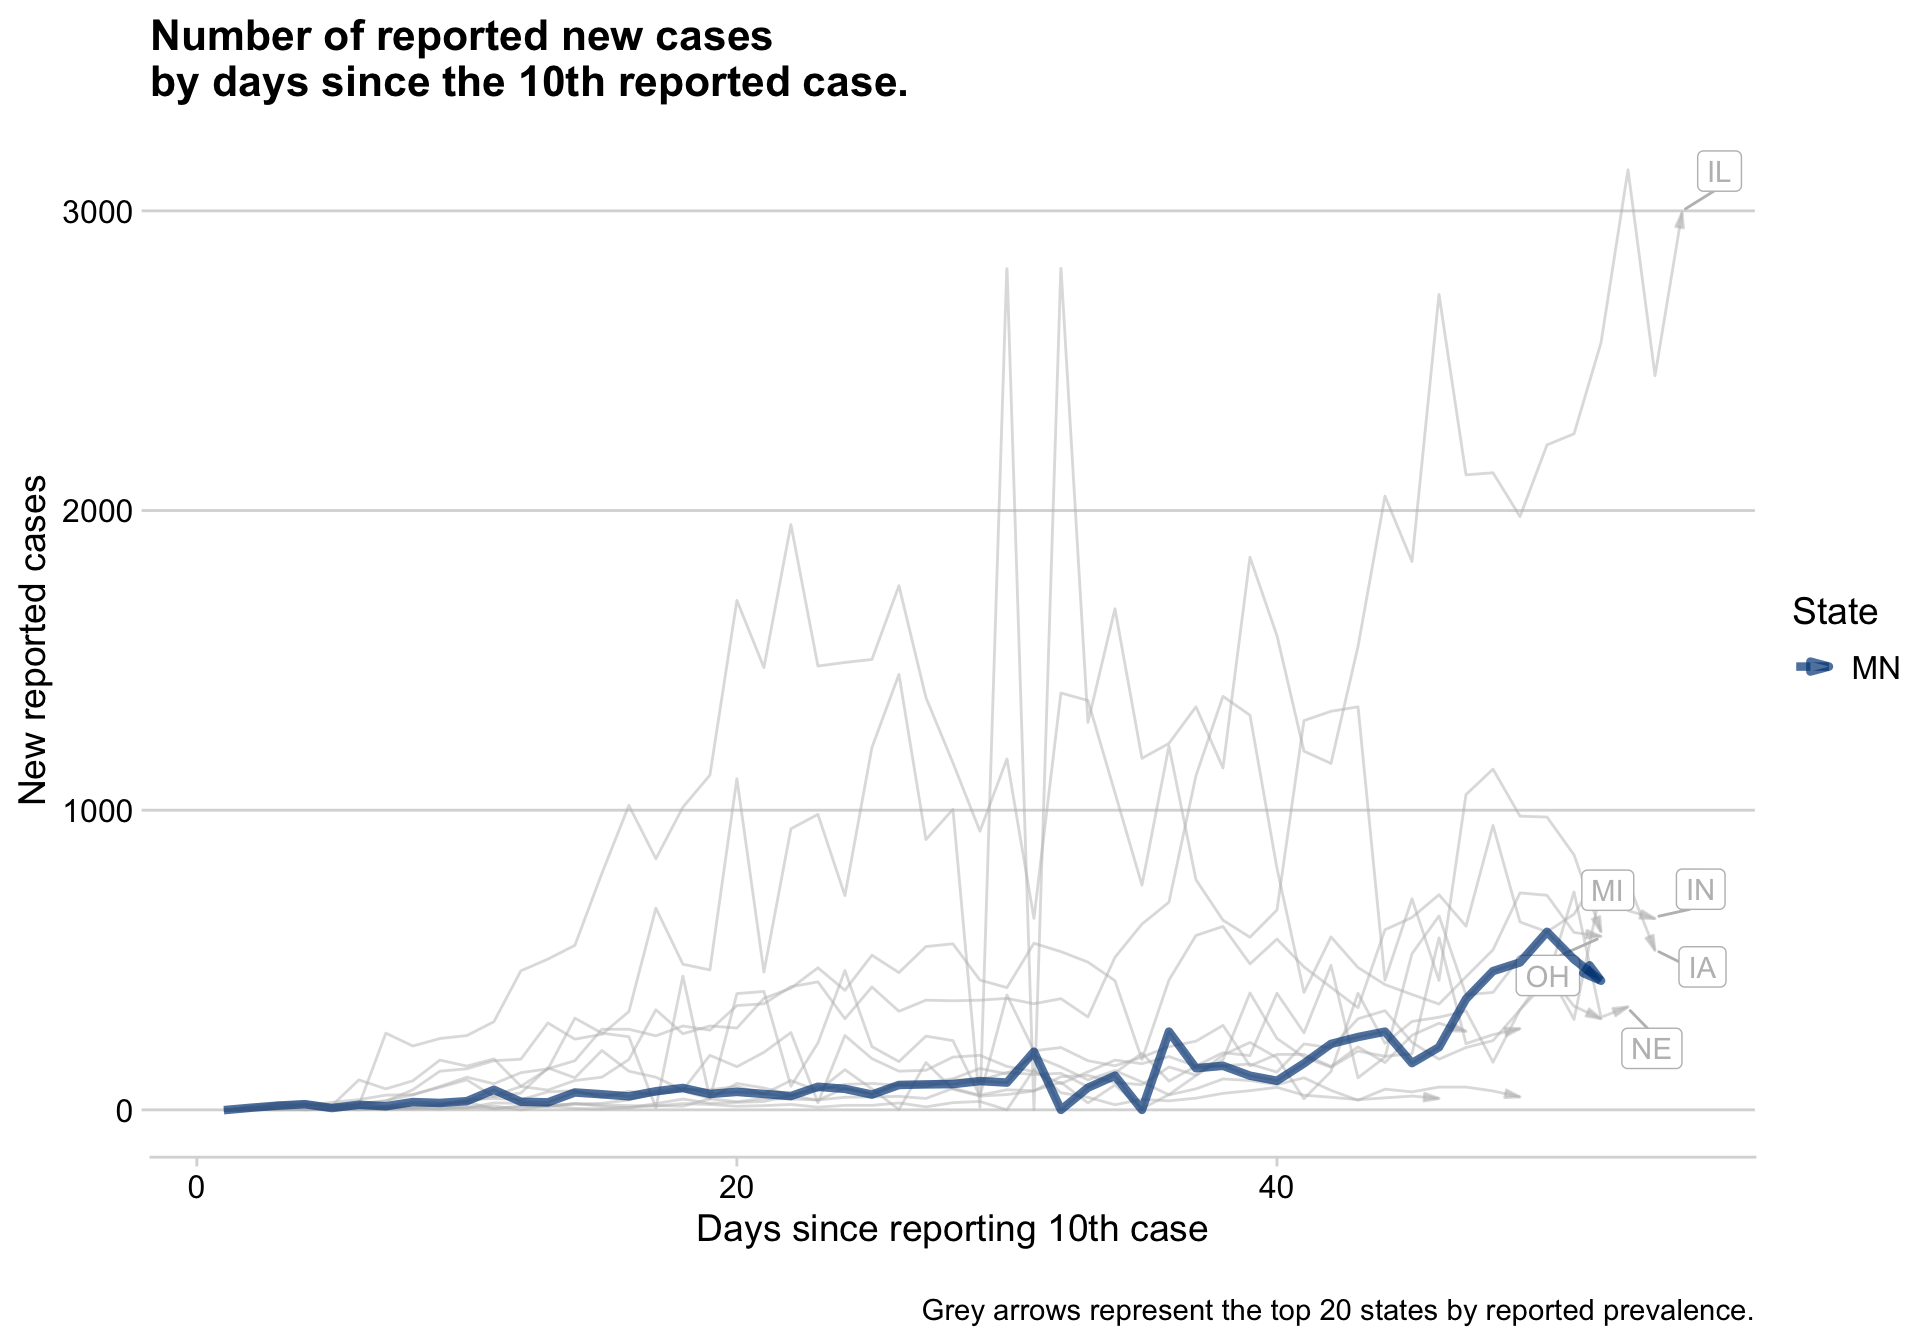 Number of reported new cases
by days since the 10th reported case.
IL
3000
2000
New reported cases
State
MN
1000
MI
IN
OH
IA
NE
0
0
20
40
Days since reporting 10th case
Grey arrows represent the top 20 states by reported prevalence.